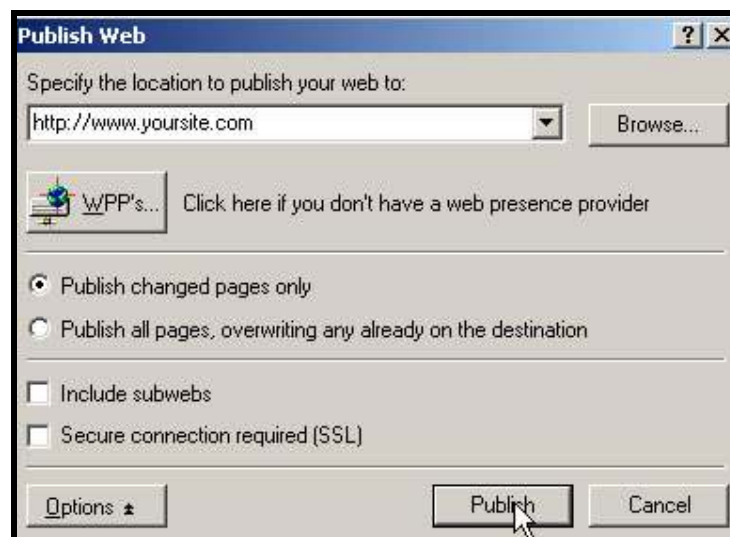 Publish Web
Specify the location to publish your web to:
http://www.yoursite.com Browse...
WPP's... Click here if you don't have a web presence provider
Publish changed pages only
Publish all pages, overwriting any already on the destination
Include subwebs
Secure connection required (SSL)
Options Publish Cancel